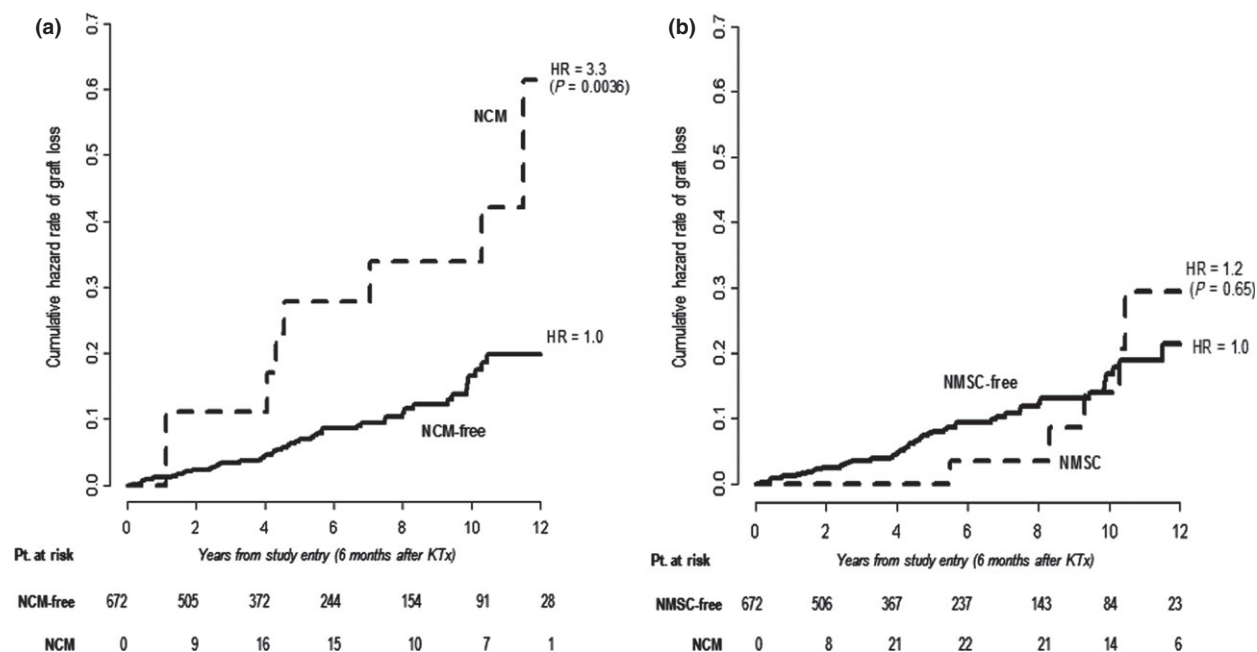 (a)
Cumulative hazard rate of graft loss
0.0 0.1 0.2 0.3 0.4 0.5 0.6 0.7
HR = 3.3
(P = 0.0036)
NCM
HR = 1.0
NCM-free
0 2 4 6 8 10 12
Pt. at risk Years from study entry (6 months after KTx)
NCM-free 672 505 372 244 154 91 28
NCM 0 9 16 15 10 7 1
(b)
Cumulative hazard rate of graft loss
0.0 0.1 0.2 0.3 0.4 0.5 0.6 0.7
HR = 1.2
(P = 0.65)
HR = 1.0
NMSC-free
NMSC
0 2 4 6 8 10 12
Pt. at risk Years from study entry (6 months after KTx)
NMSC-free 672 506 367 237 143 84 23
NCM 0 8 21 22 21 14 6